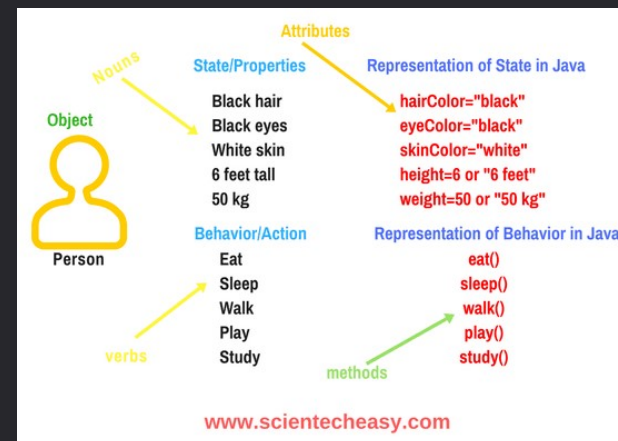 Attributes
Nouns
State/Properties
Representation of State in Java
Black hair
hairColor="black"
Object
Black eyes
eyeColor="black"
White skin
skinColor="white"
6 feet tall
height=6 or "6 feet"
50 kg
weight=50 or "50 kg"
Behavior/Action
Representation of Behavior in Java
Person
Eat
eat()
Sleep
sleep()
Walk
walk()
Play
play()
verbs
Study
study()
methods
www.scientecheasy.com